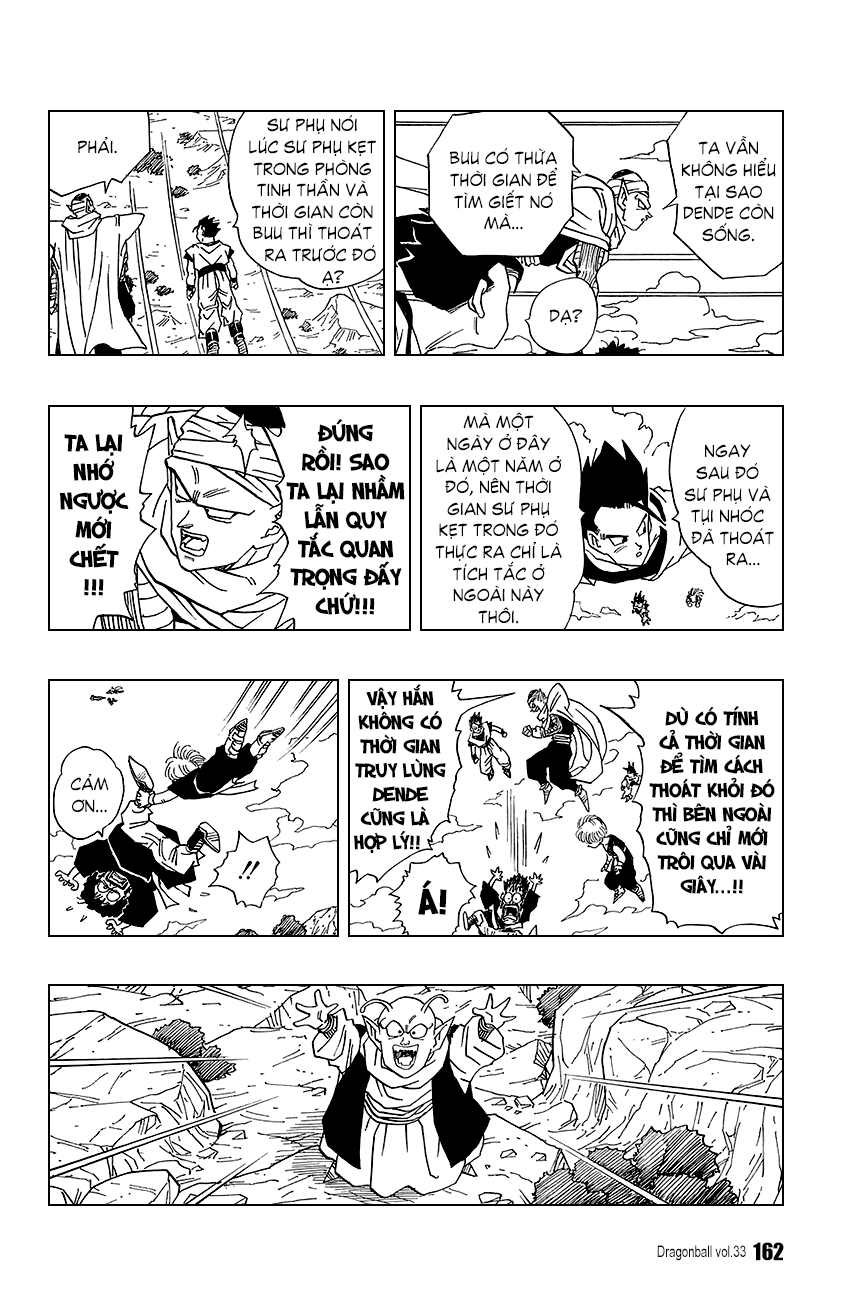 TA VẪN
KHÔNG HIỂU
TẠI SAO
DENDE CÒN
SỐNG.
BUU CÓ THỪA
THỜI GIAN ĐỂ
TÌM GIẾT NÓ
MÀ...
DẠ?
SƯ PHỤ NÓI
LÚC SƯ PHỤ KẸT
TRONG PHÒNG
TINH THẦN VÀ
THỜI GIAN CÒN
BUU THÌ THOÁT
RA TRƯỚC ĐÓ
Ạ?
PHẢI.
NGAY
SAU ĐÓ
SƯ PHỤ VÀ
TỤI NHÓC
ĐÃ THOÁT
RA...
MÀ MỘT
NGÀY Ở ĐÂY
LÀ MỘT NĂM Ở
ĐÓ, NÊN THỜI
GIAN SƯ PHỤ
KẸT TRONG ĐÓ
THỰC RA CHỈ LÀ
TÍCH TẮC Ở
NGOÀI NÀY
THÔI.
ĐÚNG
RỒI! SAO
TA LẠI NHẦM
LẪN QUY
TẮC QUAN
TRỌNG ĐẤY
CHỨ!!!
TA LẠI
NHỚ
NGƯỢC
MỚI
CHẾT
!!!
DÙ CÓ TÍNH
CẢ THỜI GIAN
ĐỂ TÌM CÁCH
THOÁT KHỎI ĐÓ
THÌ BÊN NGOÀI
CŨNG CHỈ MỚI
TRÔI QUA VÀI
GIÂY...!!
VẬY HẮN
KHÔNG CÓ
THỜI GIAN
TRUY LÙNG
DENDE
CŨNG LÀ
HỢP LÝ!!
Á!
!!
CẢM
ƠN...
Dragonball vol.33 162